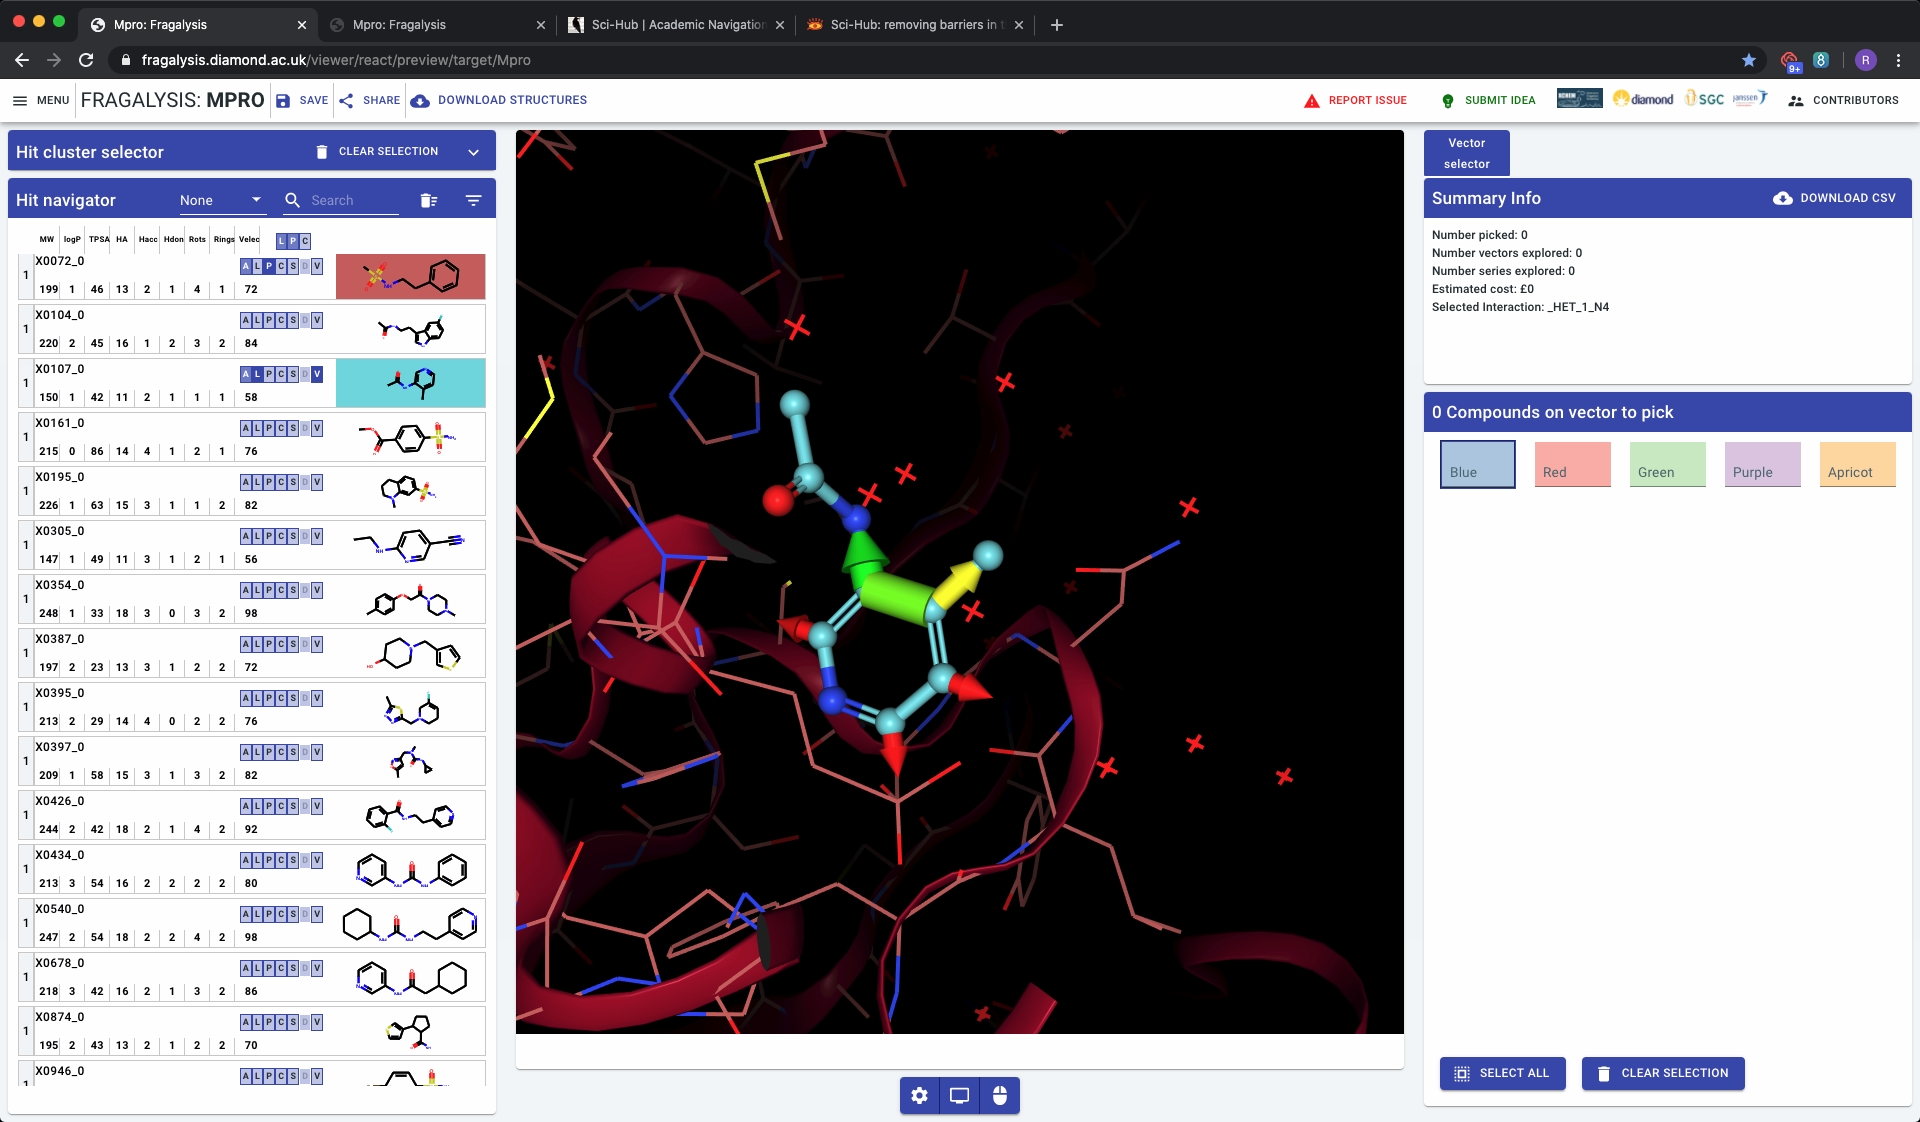 Mpro: Fragalysis
Mpro: Fragalysis
Sci-Hub | Academic Navigation
Sci-Hub: removing barriers in t
fragalysis.diamond.ac.uk/viewer/react/preview/target/Mpro
9+
8
R
MENU
FRAGALYSIS: MPRO
SAVE
SHARE
DOWNLOAD STRUCTURES
REPORT ISSUE
SUBMIT IDEA
diamond
SGC
janssen
CONTRIBUTORS
Hit cluster selector
CLEAR SELECTION
Hit navigator
None
Search
MW logP TPSA HA Hacc Hdon Rots Rings Velec L P C
X0072_0 A L P C S D V
1 199 1 46 13 2 1 4 1 72
X0104_0 A L P C S D V
1 220 2 45 16 1 2 3 2 84
X0107_0 A L P C S D V
1 150 1 42 11 2 1 1 1 58
X0161_0 A L P C S D V
1 215 0 86 14 4 1 2 1 76
X0195_0 A L P C S D V
1 226 1 63 15 3 1 1 2 82
X0305_0 A L P C S D V
1 147 1 49 11 3 1 2 1 56
X0354_0 A L P C S D V
1 248 1 33 18 3 0 3 2 98
X0387_0 A L P C S D V
1 197 2 23 13 3 1 2 2 72
X0395_0 A L P C S D V
1 213 2 29 14 4 0 2 2 76
X0397_0 A L P C S D V
1 209 1 58 15 3 1 3 2 82
X0426_0 A L P C S D V
1 244 2 42 18 2 1 4 2 92
X0434_0 A L P C S D V
1 213 3 54 16 2 2 2 2 80
X0540_0 A L P C S D V
1 247 2 54 18 2 2 4 2 98
X0678_0 A L P C S D V
1 218 3 42 16 2 1 3 2 86
X0874_0 A L P C S D V
1 195 2 43 13 2 1 2 2 70
X0946_0 A L P C S D V
1
Vector
selector
Summary Info
DOWNLOAD CSV
Number picked: 0
Number vectors explored: 0
Number series explored: 0
Estimated cost: £0
Selected Interaction: _HET_1_N4
0 Compounds on vector to pick
Blue
Red
Green
Purple
Apricot
SELECT ALL
CLEAR SELECTION